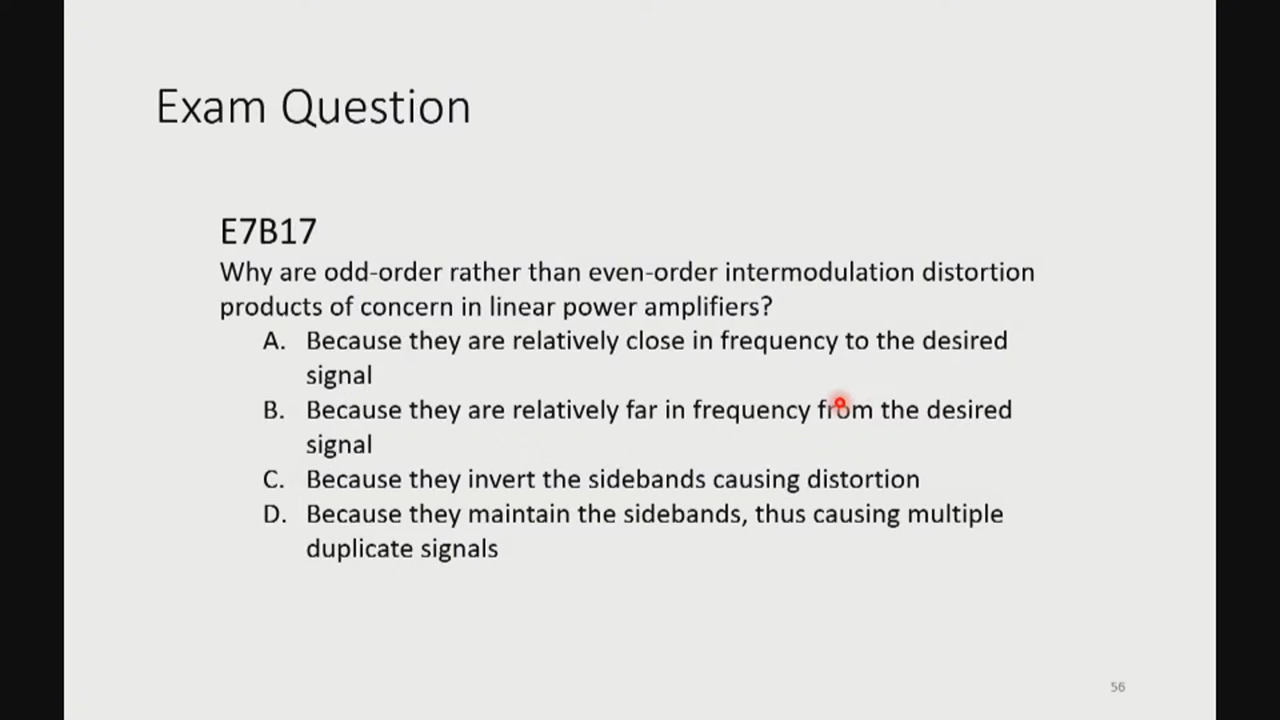 Exam Question
E7B17
Why are odd-order rather than even-order intermodulation distortion
products of concern in linear power amplifiers?
A. Because they are relatively close in frequency to the desired
signal
B. Because they are relatively far in frequency from the desired
signal
C. Because they invert the sidebands causing distortion
D. Because they maintain the sidebands, thus causing multiple
duplicate signals
56